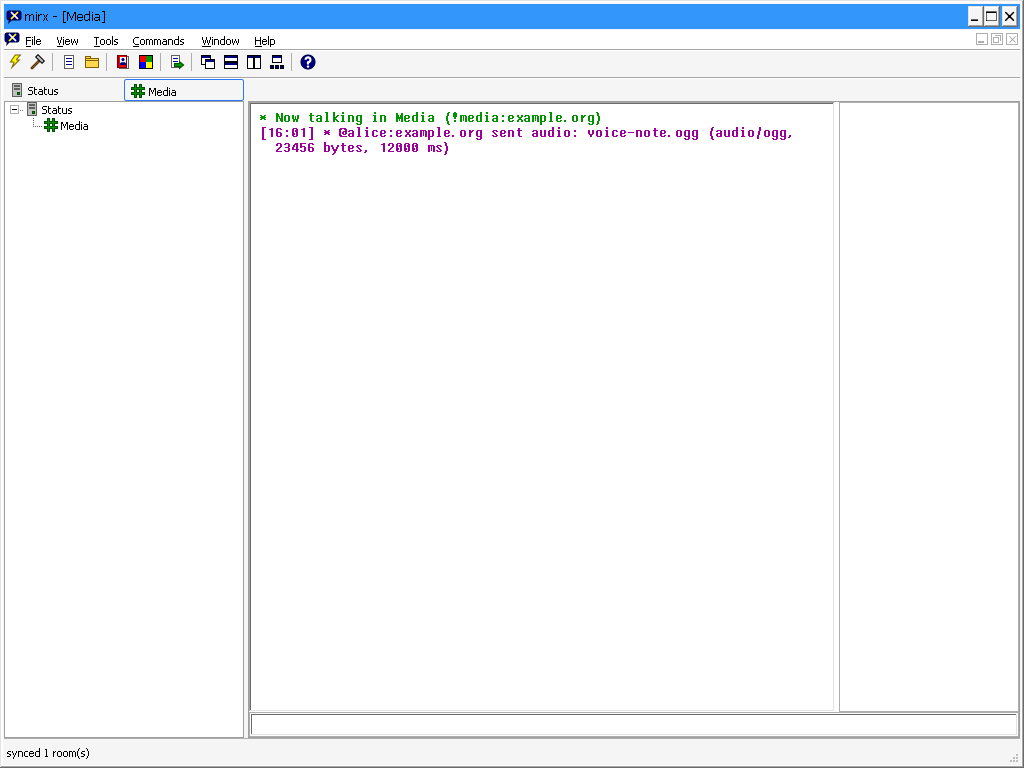 mirx - [Media]
File View Tools Commands Window Help
Status Media
Status
Media
* Now talking in Media (!media:example.org)
[16:01] * @alice:example.org sent audio: voice-note.ogg (audio/ogg,
23456 bytes, 12000 ms)
synced 1 room(s)